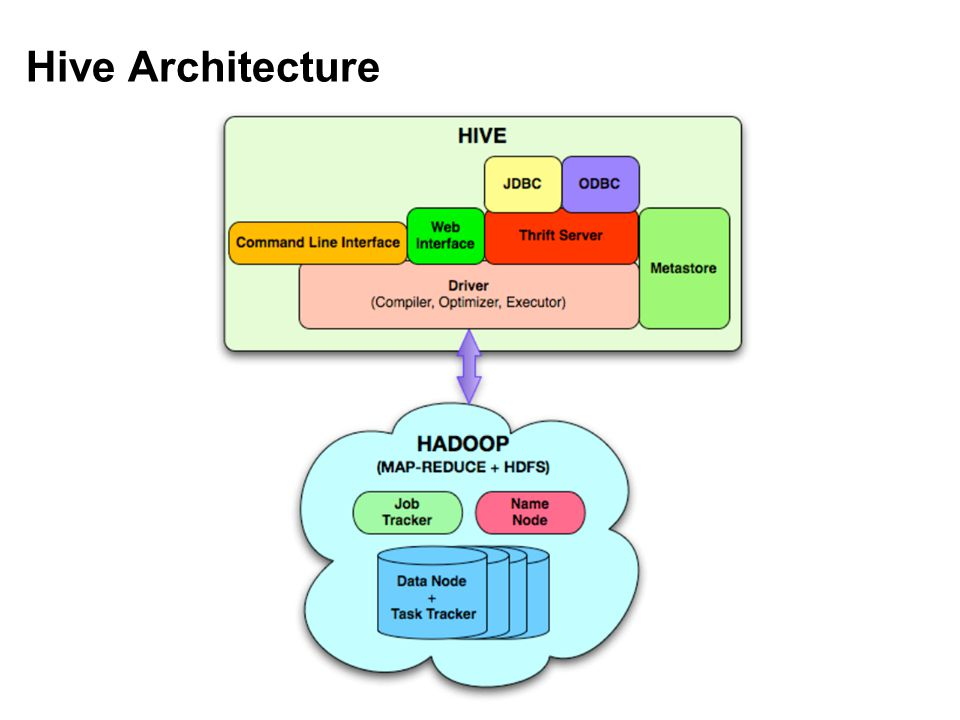 Hive Architecture
HIVE
JDBC
ODBC
Command Line Interface
Web
Interface
Thrift Server
Metastore
Driver
(Compiler, Optimizer, Executor)
HADOOP
(MAP-REDUCE + HDFS)
Job
Tracker
Name
Node
Data Node
+
Task Tracker